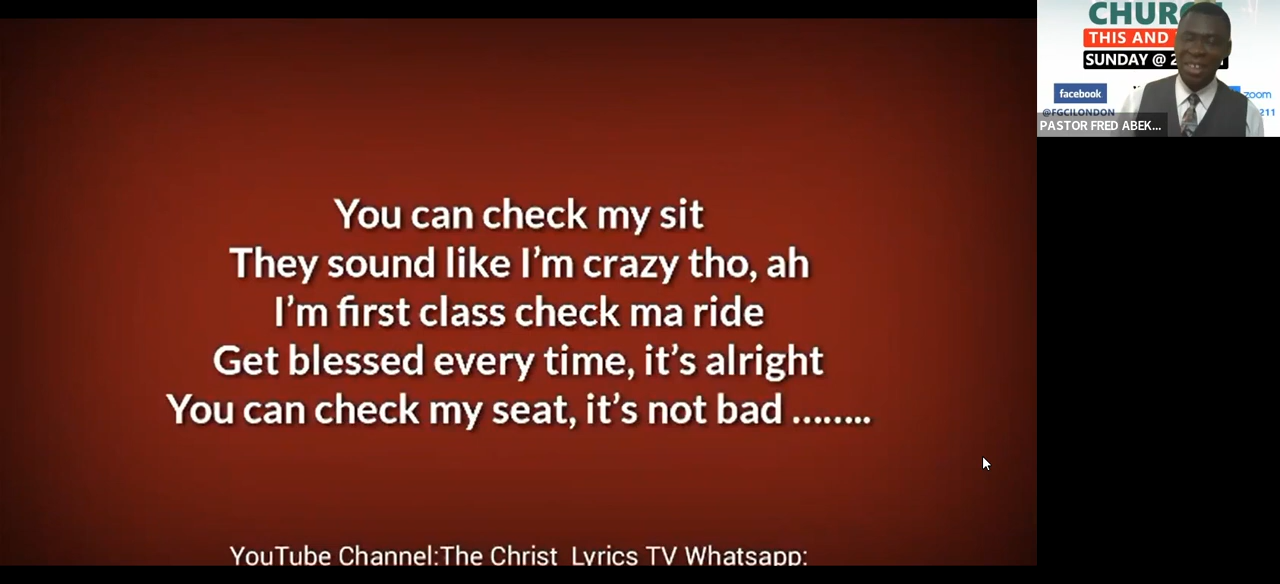 You can check my sit
They sound like I'm crazy tho, ah
I'm first class check ma ride
Get blessed every time, it's alright
You can check my seat, it's not bad ........
YouTube Channel:The Christ Lyrics TV Whatsapp:
THIS AND
SUNDAY @
facebook
zoom
@FGCILONDON
211
PASTOR FRED ABEK...